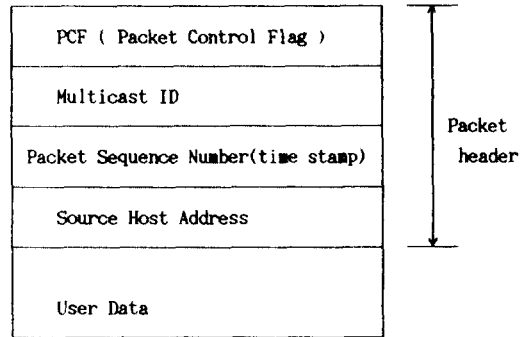 PCF ( Packet Control Flag )
Multicast ID
Packet Sequence Number(time stamp)
Source Host Address
User Data
Packet
header